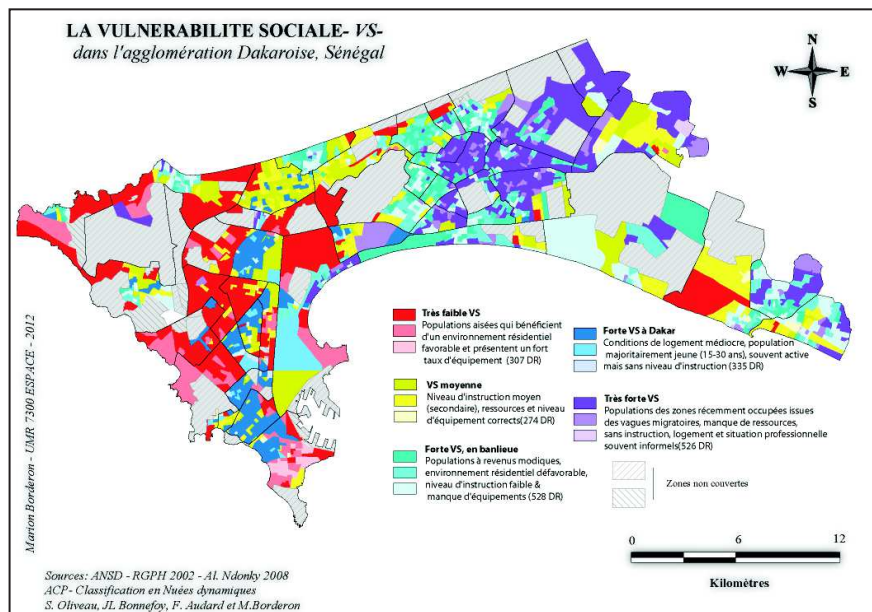 LA VULNERABILITE SOCIALE- VS-
dans l'agglomération Dakaroise, Sénégal
N
W E
S
Très faible VS
Populations aisées qui bénéficient
d'un environnement résidentiel
favorable et présentent un fort
taux d'équipement (307 DR)
VS moyenne
Niveau d'instruction moyen
(secondaire), ressources et niveau
d'équipement corrects(274 DR)
Forte VS, en banlieue
Populations à revenus modiques,
environnement résidentiel défavorable,
niveau d'instruction faible &
manque d'équipements (528 DR)
Forte VS à Dakar
Conditions de logement médiocre, population
majoritairement jeune (15-30 ans), souvent active
mais sans niveau d'instruction (335 DR)
Très forte VS
Populations des zones récemment occupées issues
des vagues migratoires, manque de ressources,
sans instruction, logement et situation professionnelle
souvent informels(526 DR)
Zones non couvertes
0 6 12
Kilomètres
Marion Borderon - UMR 7300 ESPACE - 2012
Sources: ANSD - RGPH 2002 - Al. Ndonky 2008
ACP- Classification en Nuées dynamiques
S. Oliveau, JL Bonnefoy, F. Audard et M.Borderon